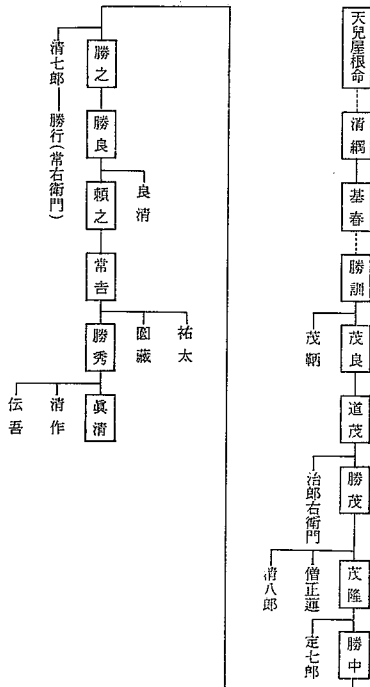 天兒屋根命
清綱
基春
勝訓
茂良
茂鞆
道茂
勝茂
治郎右衛門
茂隆
僧正蓮
清八郎
勝中
定七郎
勝之
清七郎―勝行(常右衛門)
勝良
頼之
良清
常吉
勝秀
祐太
圀藏
眞清
清作
伝吾